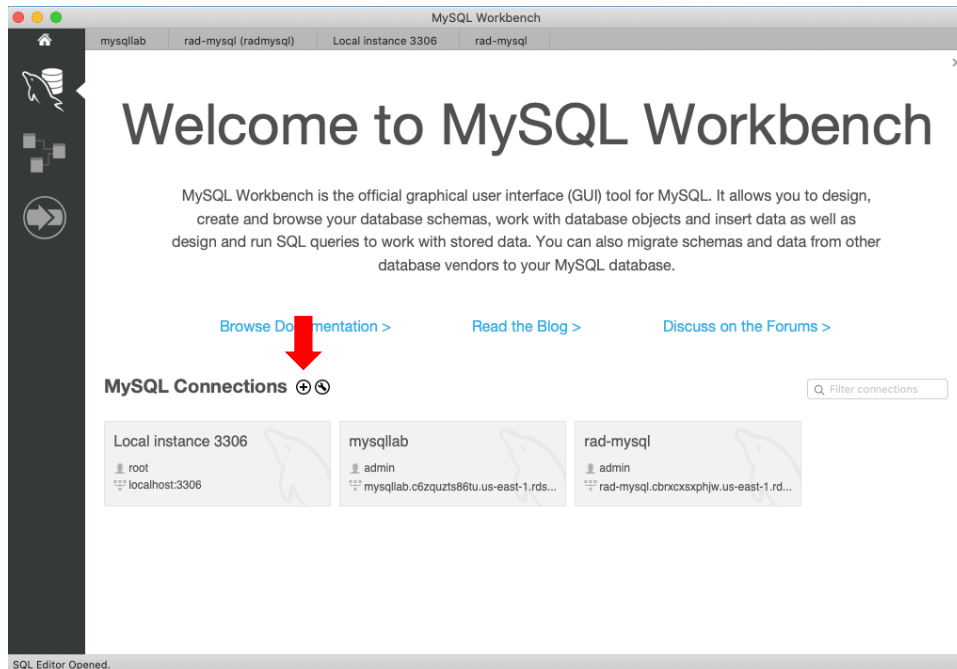 MySQL Workbench
mysqllab rad-mysql (radmysql) Local instance 3306 rad-mysql
Welcome to MySQL Workbench
MySQL Workbench is the official graphical user interface (GUI) tool for MySQL. It allows you to design,
create and browse your database schemas, work with database objects and insert data as well as
design and run SQL queries to work with stored data. You can also migrate schemas and data from other
database vendors to your MySQL database.
Browse Documentation > Read the Blog > Discuss on the Forums >
MySQL Connections Filter connections
Local instance 3306 mysqllab rad-mysql
root admin admin
localhost:3306 mysqllab.c6zquzts86tu.us-east-1.rds... rad-mysql.cbrxcxsxphjw.us-east-1.rd...
SQL Editor Opened.